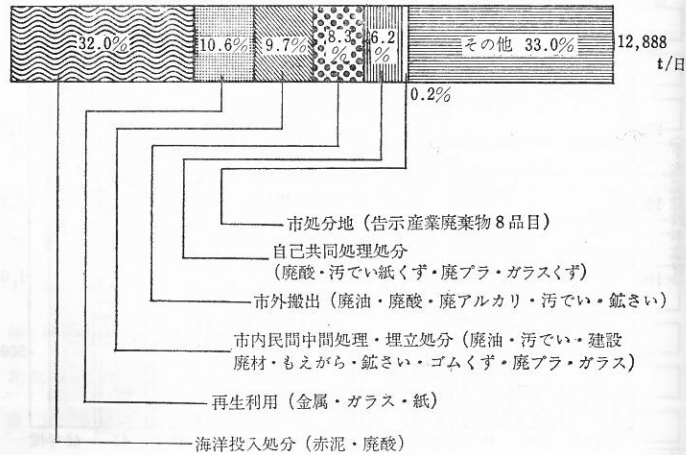 32.0%
10.6%
9.7%
8.3%
6.2%
その他 33.0%
12,888
t/日
0.2%
市処分地（告示産業廃棄物8品目）
自己共同処理処分
（廃酸・汚でい紙くず・廃プラ・ガラスくず）
市外搬出（廃油・廃酸・廃アルカリ・汚でい・鉱さい）
市内民間中間処理・埋立処分（廃油・汚でい・建設
廃材・もえがら・鉱さい・ゴムくず・廃プラ・ガラス）
再生利用（金属・ガラス・紙）
海洋投入処分（赤泥・廃酸）